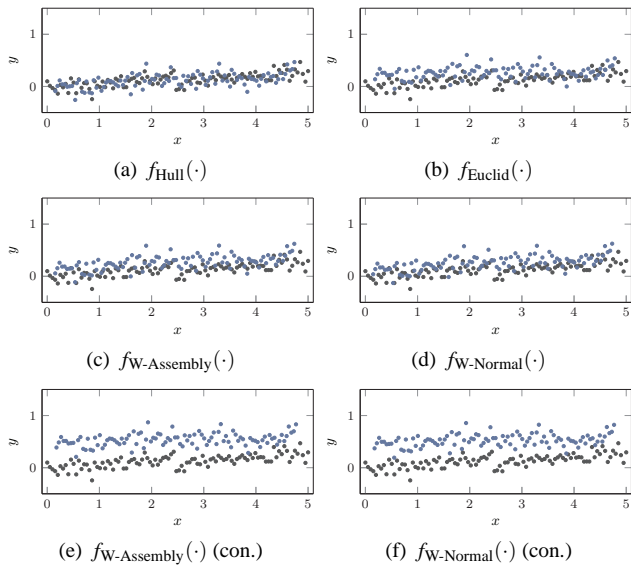 1
0
y
0 1 2 3 4 5
x
(a) f_Hull(·)
1
0
y
0 1 2 3 4 5
x
(b) f_Euclid(·)
1
0
y
0 1 2 3 4 5
x
(c) f_W-Assembly(·)
1
0
y
0 1 2 3 4 5
x
(d) f_W-Normal(·)
1
0
y
0 1 2 3 4 5
x
(e) f_W-Assembly(·) (con.)
1
0
y
0 1 2 3 4 5
x
(f) f_W-Normal(·) (con.)